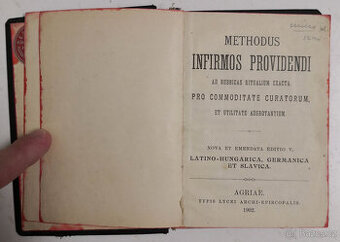 METHODUS
INFIRMOS PROVIDENDI
AD RUBRICAS RITUALIUM EXACTA
PRO COMMODITATE CURATORUM,
ET UTILITATE AEGROTANTIUM.
NOVA ET EMENDATA EDITIO V.
LATINO-HUNGARICA, GERMANICA
ET SLAVICA.
AGRIAE.
TYPIS LYCEI ARCHI-EPISCOPALIS.
1902.